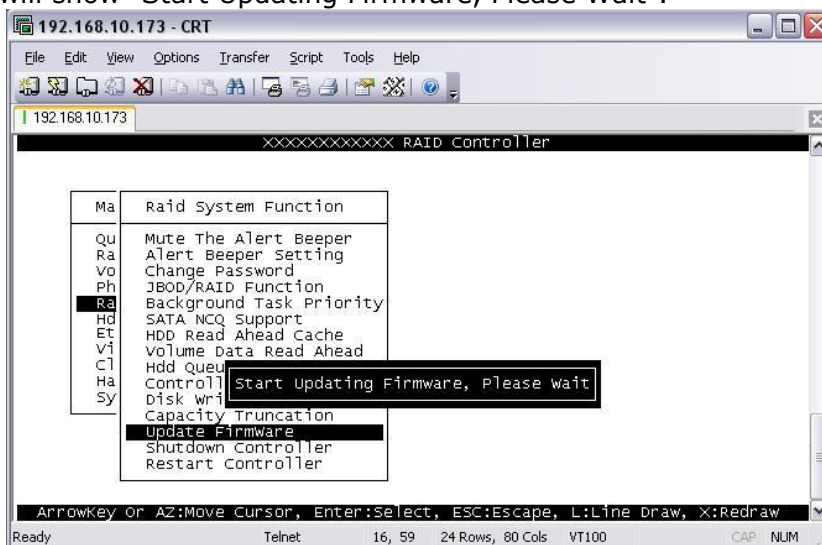 will show "Start Updating Firmware, Please Wait".
192.168.10.173 - CRT
File Edit View Options Transfer Script Tools Help
192.168.10.173
XXXXXXXXXXXX RAID Controller
Ma
Raid System Function
Qu
Mute The Alert Beeper
Ra
Alert Beeper Setting
Vo
Change Password
Ph
JBOD/RAID Function
Ra
Background Task Priority
Hd
SATA NCQ Support
Et
HDD Read Ahead Cache
Vi
Volume Data Read Ahead
Cl
Hdd Queu
Ha
Controll
Start Updating Firmware, Please Wait
Sy
Disk Wri
Capacity Truncation
Update FirmWare
Shutdown Controller
Restart Controller
ArrowKey Or AZ:Move Cursor, Enter:Select, ESC:Escape, L:Line Draw, X:Redraw
Ready Telnet 16, 59 24 Rows, 80 Cols VT100 CAP NUM